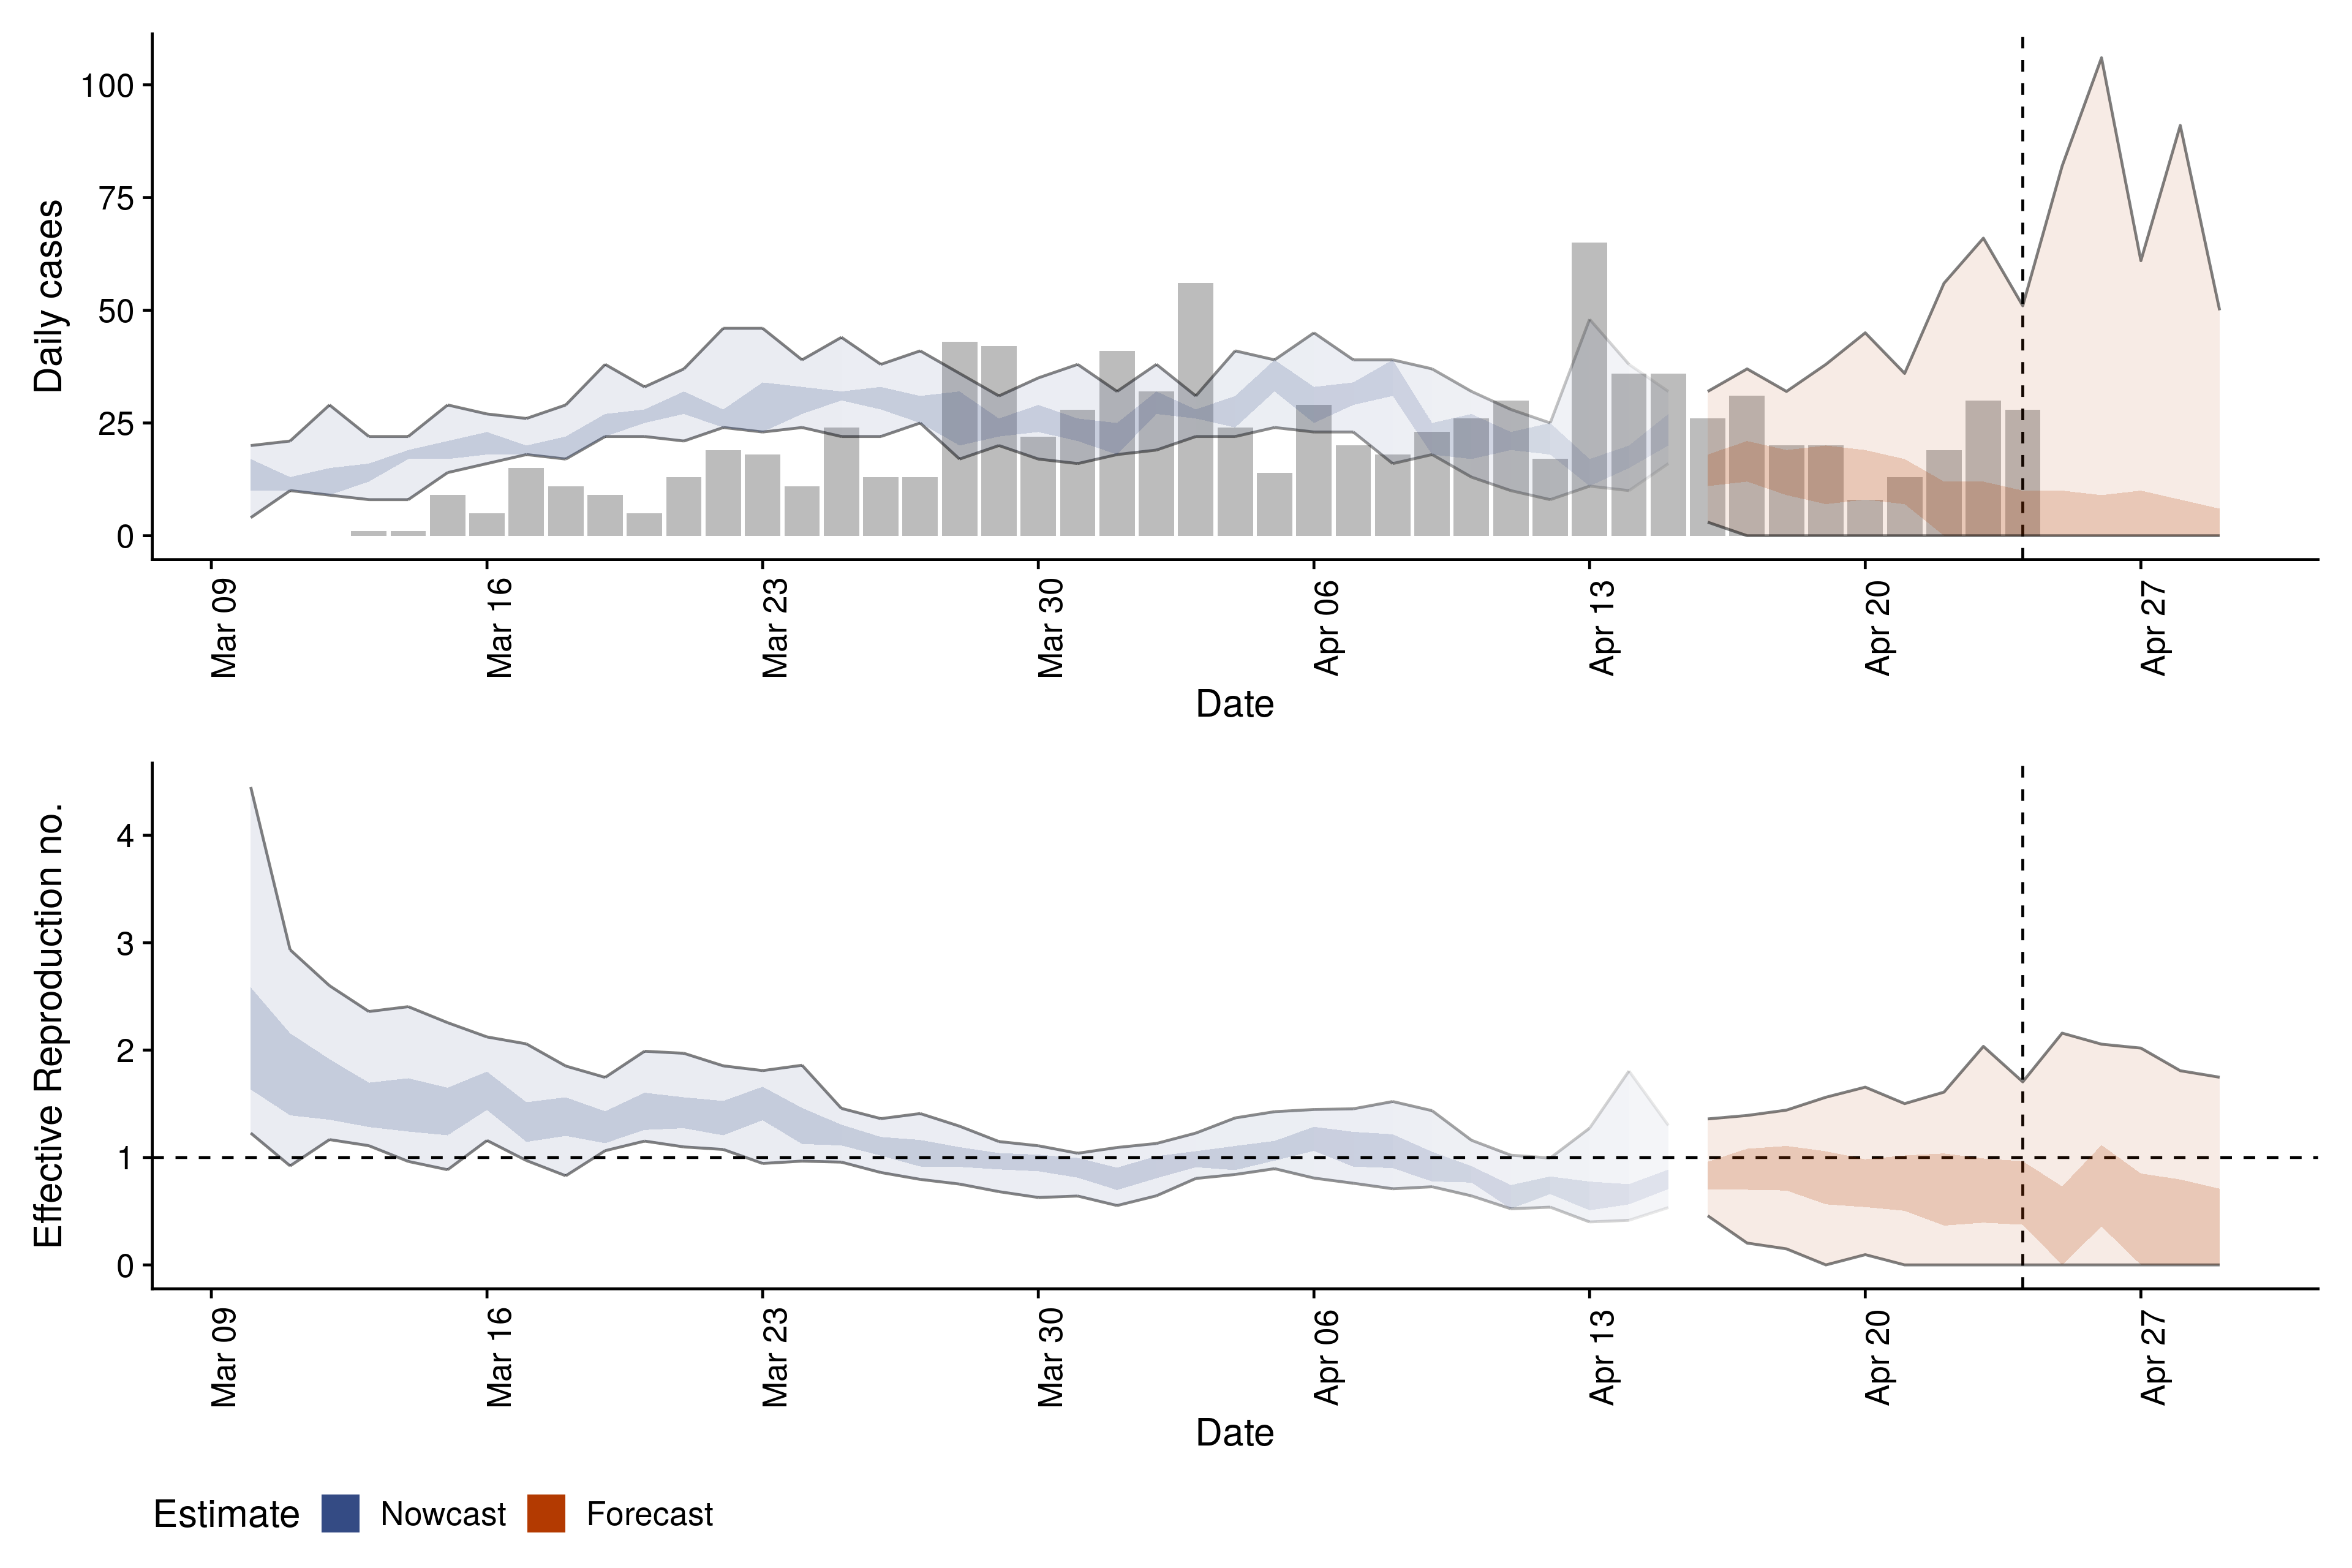 Daily cases
100
75
50
25
0
Mar 09
Mar 16
Mar 23
Mar 30
Apr 06
Apr 13
Apr 20
Apr 27
Date
Effective Reproduction no.
4
3
2
1
0
Mar 09
Mar 16
Mar 23
Mar 30
Apr 06
Apr 13
Apr 20
Apr 27
Date
Estimate Nowcast Forecast